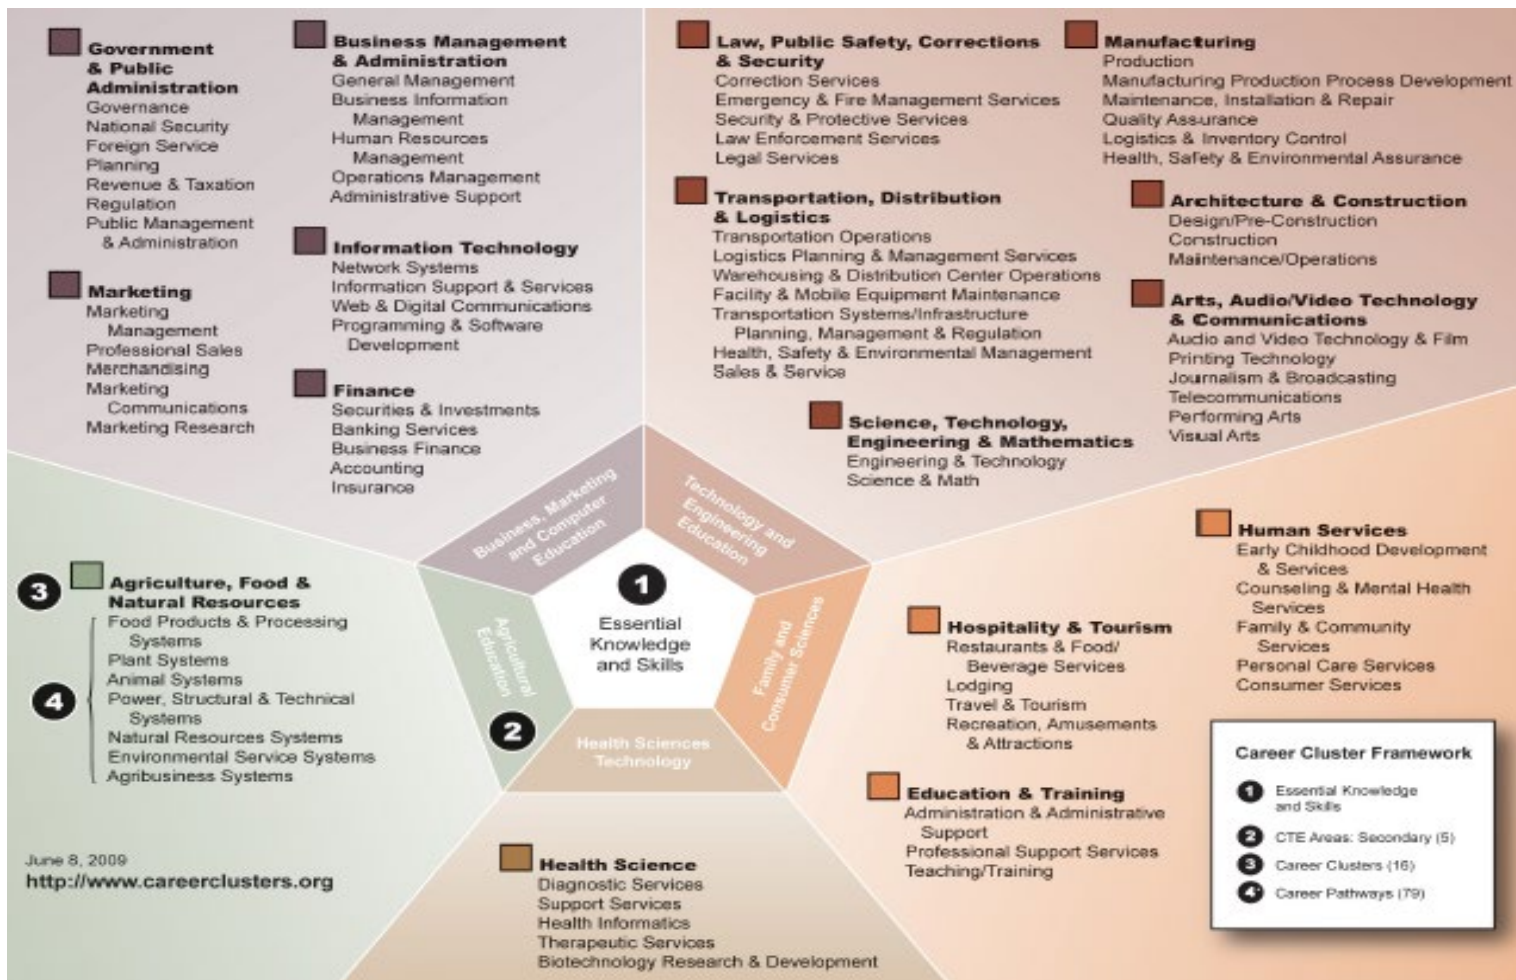 Government
& Public
Administration
Governance
National Security
Foreign Service
Planning
Revenue & Taxation
Regulation
Public Management
& Administration
Marketing
Marketing
Management
Professional Sales
Merchandising
Marketing
Communications
Marketing Research
Business Management
& Administration
General Management
Business Information
Management
Human Resources
Management
Operations Management
Administrative Support
Information Technology
Network Systems
Information Support & Services
Web & Digital Communications
Programming & Software
Development
Finance
Securities & Investments
Banking Services
Business Finance
Accounting
Insurance
Law, Public Safety, Corrections
& Security
Correction Services
Emergency & Fire Management Services
Security & Protective Services
Law Enforcement Services
Legal Services
Transportation, Distribution
& Logistics
Transportation Operations
Logistics Planning & Management Services
Warehousing & Distribution Center Operations
Facility & Mobile Equipment Maintenance
Transportation Systems/Infrastructure
Planning, Management & Regulation
Health, Safety & Environmental Management
Sales & Service
Science, Technology,
Engineering & Mathematics
Engineering & Technology
Science & Math
Manufacturing
Production
Manufacturing Production Process Development
Maintenance, Installation & Repair
Quality Assurance
Logistics & Inventory Control
Health, Safety & Environmental Assurance
Architecture & Construction
Design/Pre-Construction
Construction
Maintenance/Operations
Arts, Audio/Video Technology
& Communications
Audio and Video Technology & Film
Printing Technology
Journalism & Broadcasting
Telecommunications
Performing Arts
Visual Arts
Business, Marketing
and Computer
Education
Technology and
Engineering
Education
1
Essential
Knowledge
and Skills
Agricultural
Education
2
Family and
Consumer Sciences
Health Sciences
Technology
3
Agriculture, Food &
Natural Resources
4
Food Products & Processing
Systems
Plant Systems
Animal Systems
Power, Structural & Technical
Systems
Natural Resources Systems
Environmental Service Systems
Agribusiness Systems
June 8, 2009
http://www.careerclusters.org
Health Science
Diagnostic Services
Support Services
Health Informatics
Therapeutic Services
Biotechnology Research & Development
Hospitality & Tourism
Restaurants & Food/
Beverage Services
Lodging
Travel & Tourism
Recreation, Amusements
& Attractions
Education & Training
Administration & Administrative
Support
Professional Support Services
Teaching/Training
Human Services
Early Childhood Development
& Services
Counseling & Mental Health
Services
Family & Community
Services
Personal Care Services
Consumer Services
Career Cluster Framework
1 Essential Knowledge
and Skills
2 CTE Areas: Secondary (5)
3 Career Clusters (16)
4 Career Pathways (79)